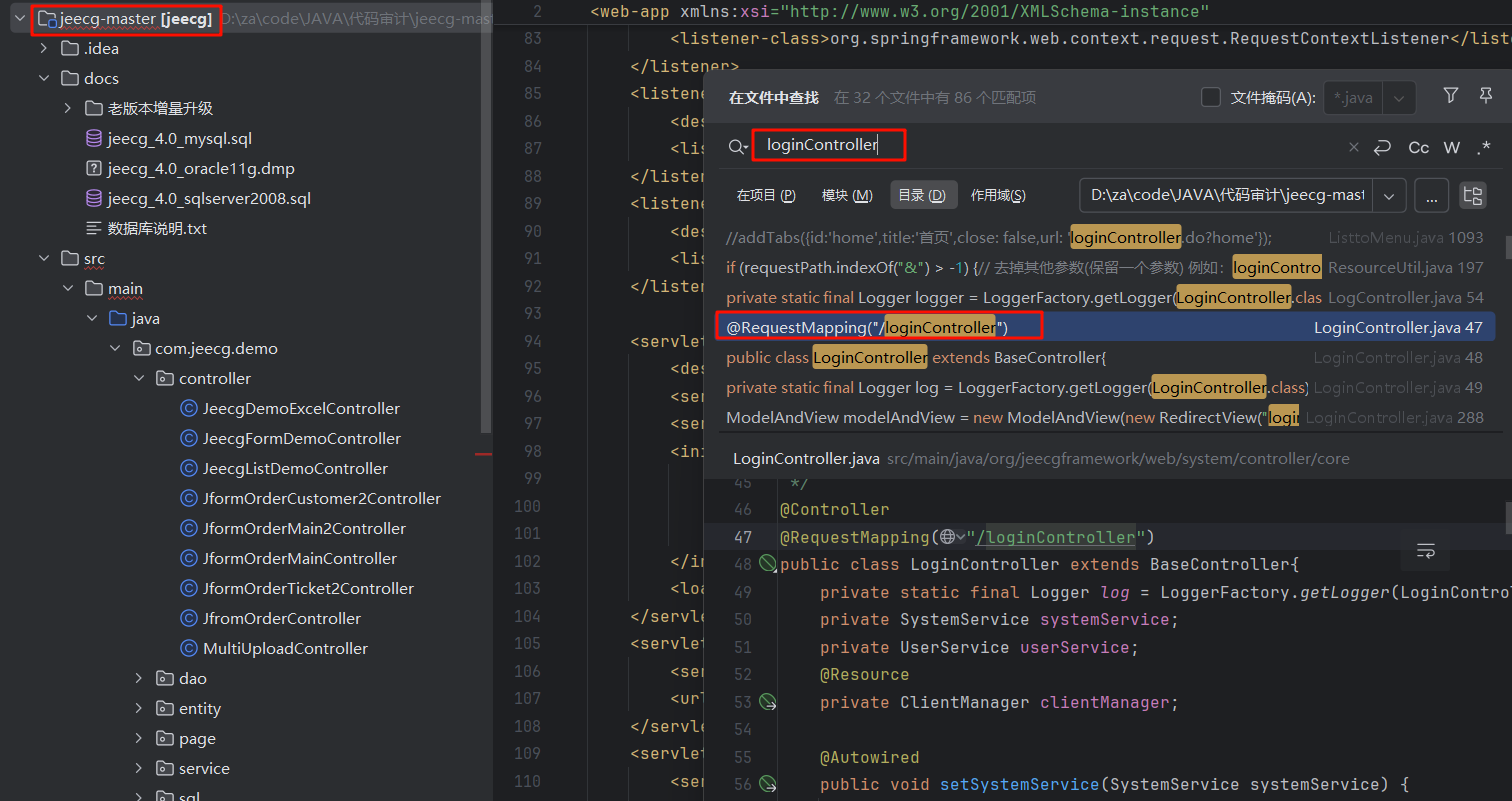 jeecg-master [jeecg] D:\za\code\JAVA\代码审计\jeecg-mast
.idea
docs
老版本增量升级
jeecg_4.0_mysql.sql
jeecg_4.0_oracle11g.dmp
jeecg_4.0_sqlserver2008.sql
数据库说明.txt
src
main
java
com.jeecg.demo
controller
JeecgDemoExcelController
JeecgFormDemoController
JeecgListDemoController
JformOrderCustomer2Controller
JformOrderMain2Controller
JformOrderMainController
JformOrderTicket2Controller
JfromOrderController
MultiUploadController
dao
entity
page
service
sql
2 <web-app xmlns:xsi="http://www.w3.org/2001/XMLSchema-instance"
83 <listener-class>org.springframework.web.context.request.RequestContextListener</liste
84 </listener>
85 <listene
86 <des
87 <lis
88 </listen
89 <listene
90 <des
91 <lis
92 </listen
93
94 <servlet
95 <des
96 <ser
97 <ser
98 <ini
99
100
101
102 </in
103 <loa
104 </servle
105 <servlet
106 <ser
107 <url
108 </servle
109 <servlet
110 <ser
在文件中查找 在 32 个文件中有 86 个匹配项 文件掩码(A): *.java
loginController Cc W .*
在项目 (P) 模块 (M) 目录 (D) 作用域(S) D:\za\code\JAVA\代码审计\jeecg-mast ...
//addTabs({id:'home',title:'首页',close: false,url: 'loginController.do?home'}); ListtoMenu.java 1093
if (requestPath.indexOf("&") > -1) {// 去掉其他参数(保留一个参数) 例如：loginContro ResourceUtil.java 197
private static final Logger logger = LoggerFactory.getLogger(LoginController.clas LogController.java 54
@RequestMapping("/loginController") LoginController.java 47
public class LoginController extends BaseController{ LoginController.java 48
private static final Logger log = LoggerFactory.getLogger(LoginController.class) LoginController.java 49
ModelAndView modelAndView = new ModelAndView(new RedirectView("login LoginController.java 288
LoginController.java src/main/java/org/jeecgframework/web/system/controller/core
45 */
46 @Controller
47 @RequestMapping("/loginController")
48 public class LoginController extends BaseController{
49 private static final Logger log = LoggerFactory.getLogger(LoginContro
50 private SystemService systemService;
51 private UserService userService;
52 @Resource
53 private ClientManager clientManager;
54
55 @Autowired
56 public void setSystemService(SystemService systemService) {